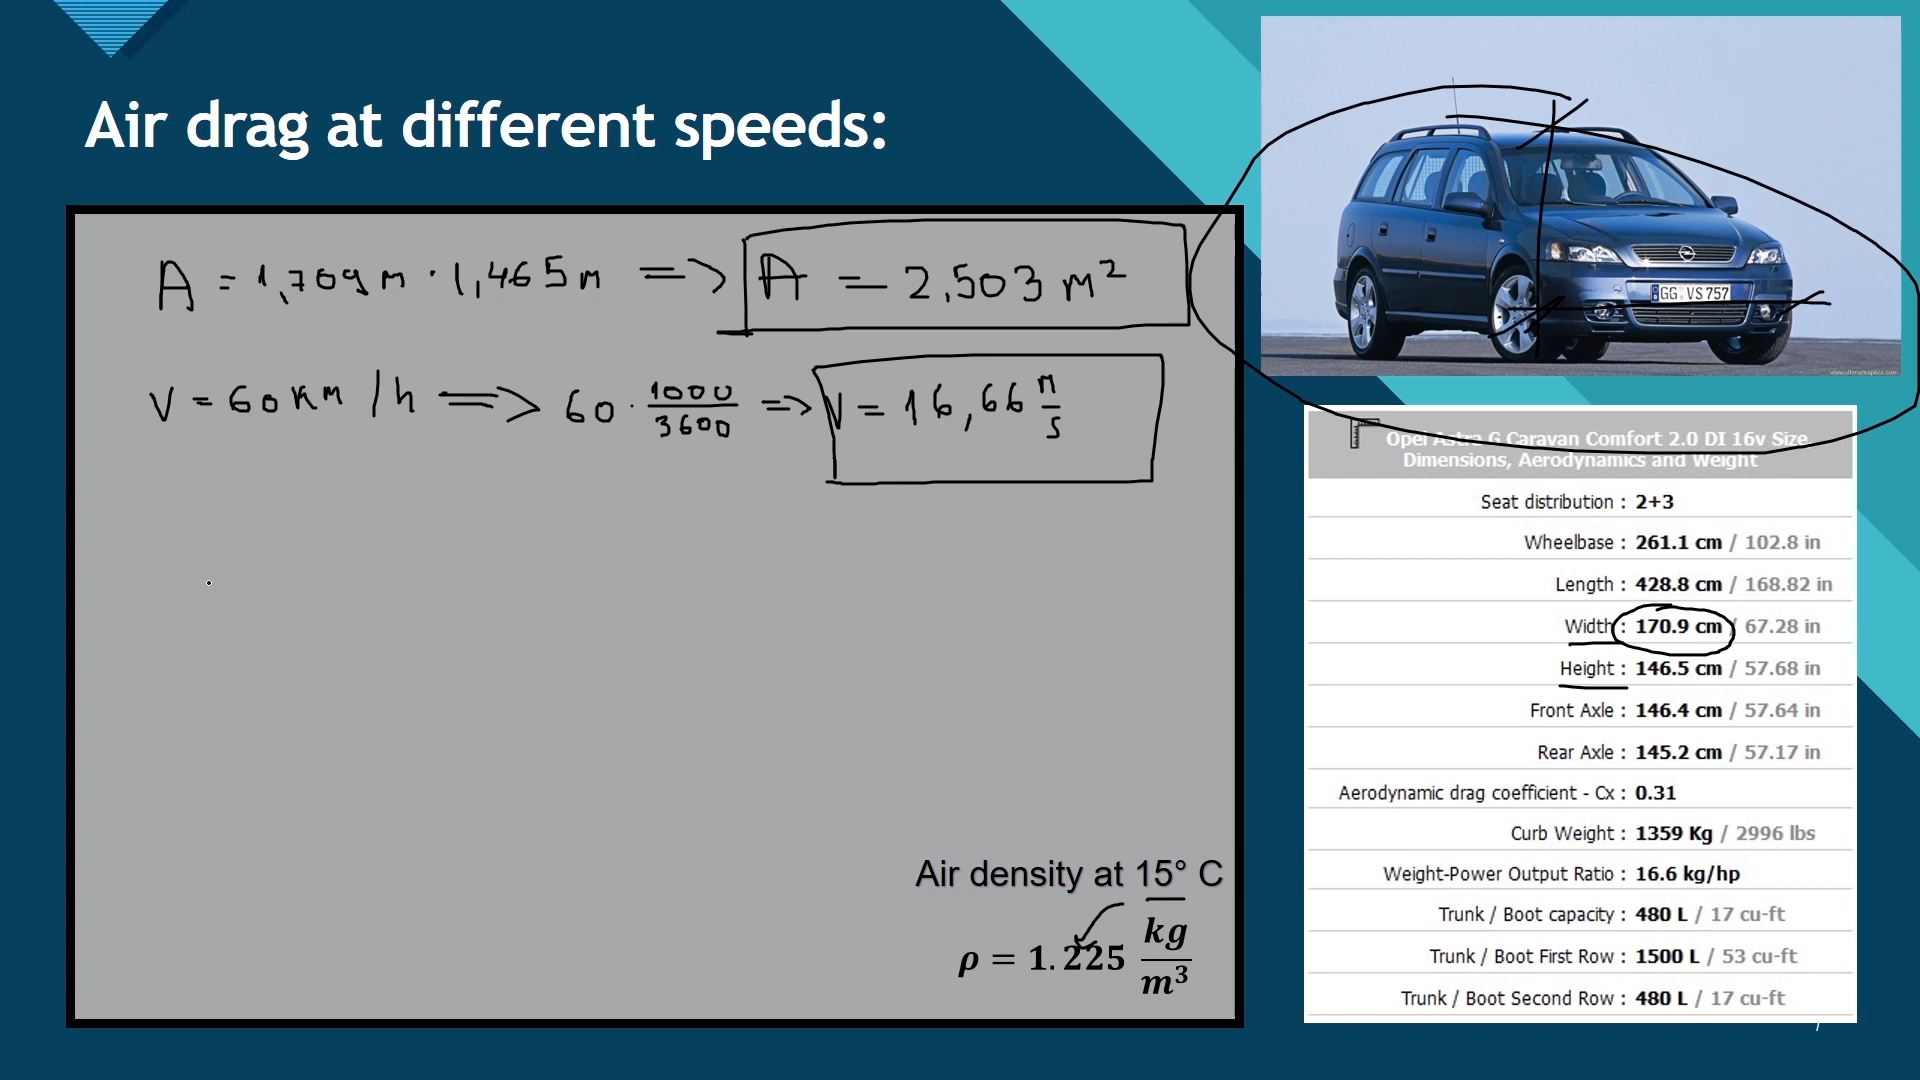 Air drag at different speeds:
A = 1,709 m · 1,465 m => A = 2.503 m²
V = 60 km/h => 60 · 1000/3600 => V = 16,66 m/s
Air density at 15° C
ρ = 1.225 kg/m³
GG VS 757
www.ultimatespecs.com
Opel Astra G Caravan Comfort 2.0 DI 16v Size,
Dimensions, Aerodynamics and Weight
Seat distribution : 2+3
Wheelbase : 261.1 cm / 102.8 in
Length : 428.8 cm / 168.82 in
Width : 170.9 cm / 67.28 in
Height : 146.5 cm / 57.68 in
Front Axle : 146.4 cm / 57.64 in
Rear Axle : 145.2 cm / 57.17 in
Aerodynamic drag coefficient - Cx : 0.31
Curb Weight : 1359 Kg / 2996 lbs
Weight-Power Output Ratio : 16.6 kg/hp
Trunk / Boot capacity : 480 L / 17 cu-ft
Trunk / Boot First Row : 1500 L / 53 cu-ft
Trunk / Boot Second Row : 480 L / 17 cu-ft